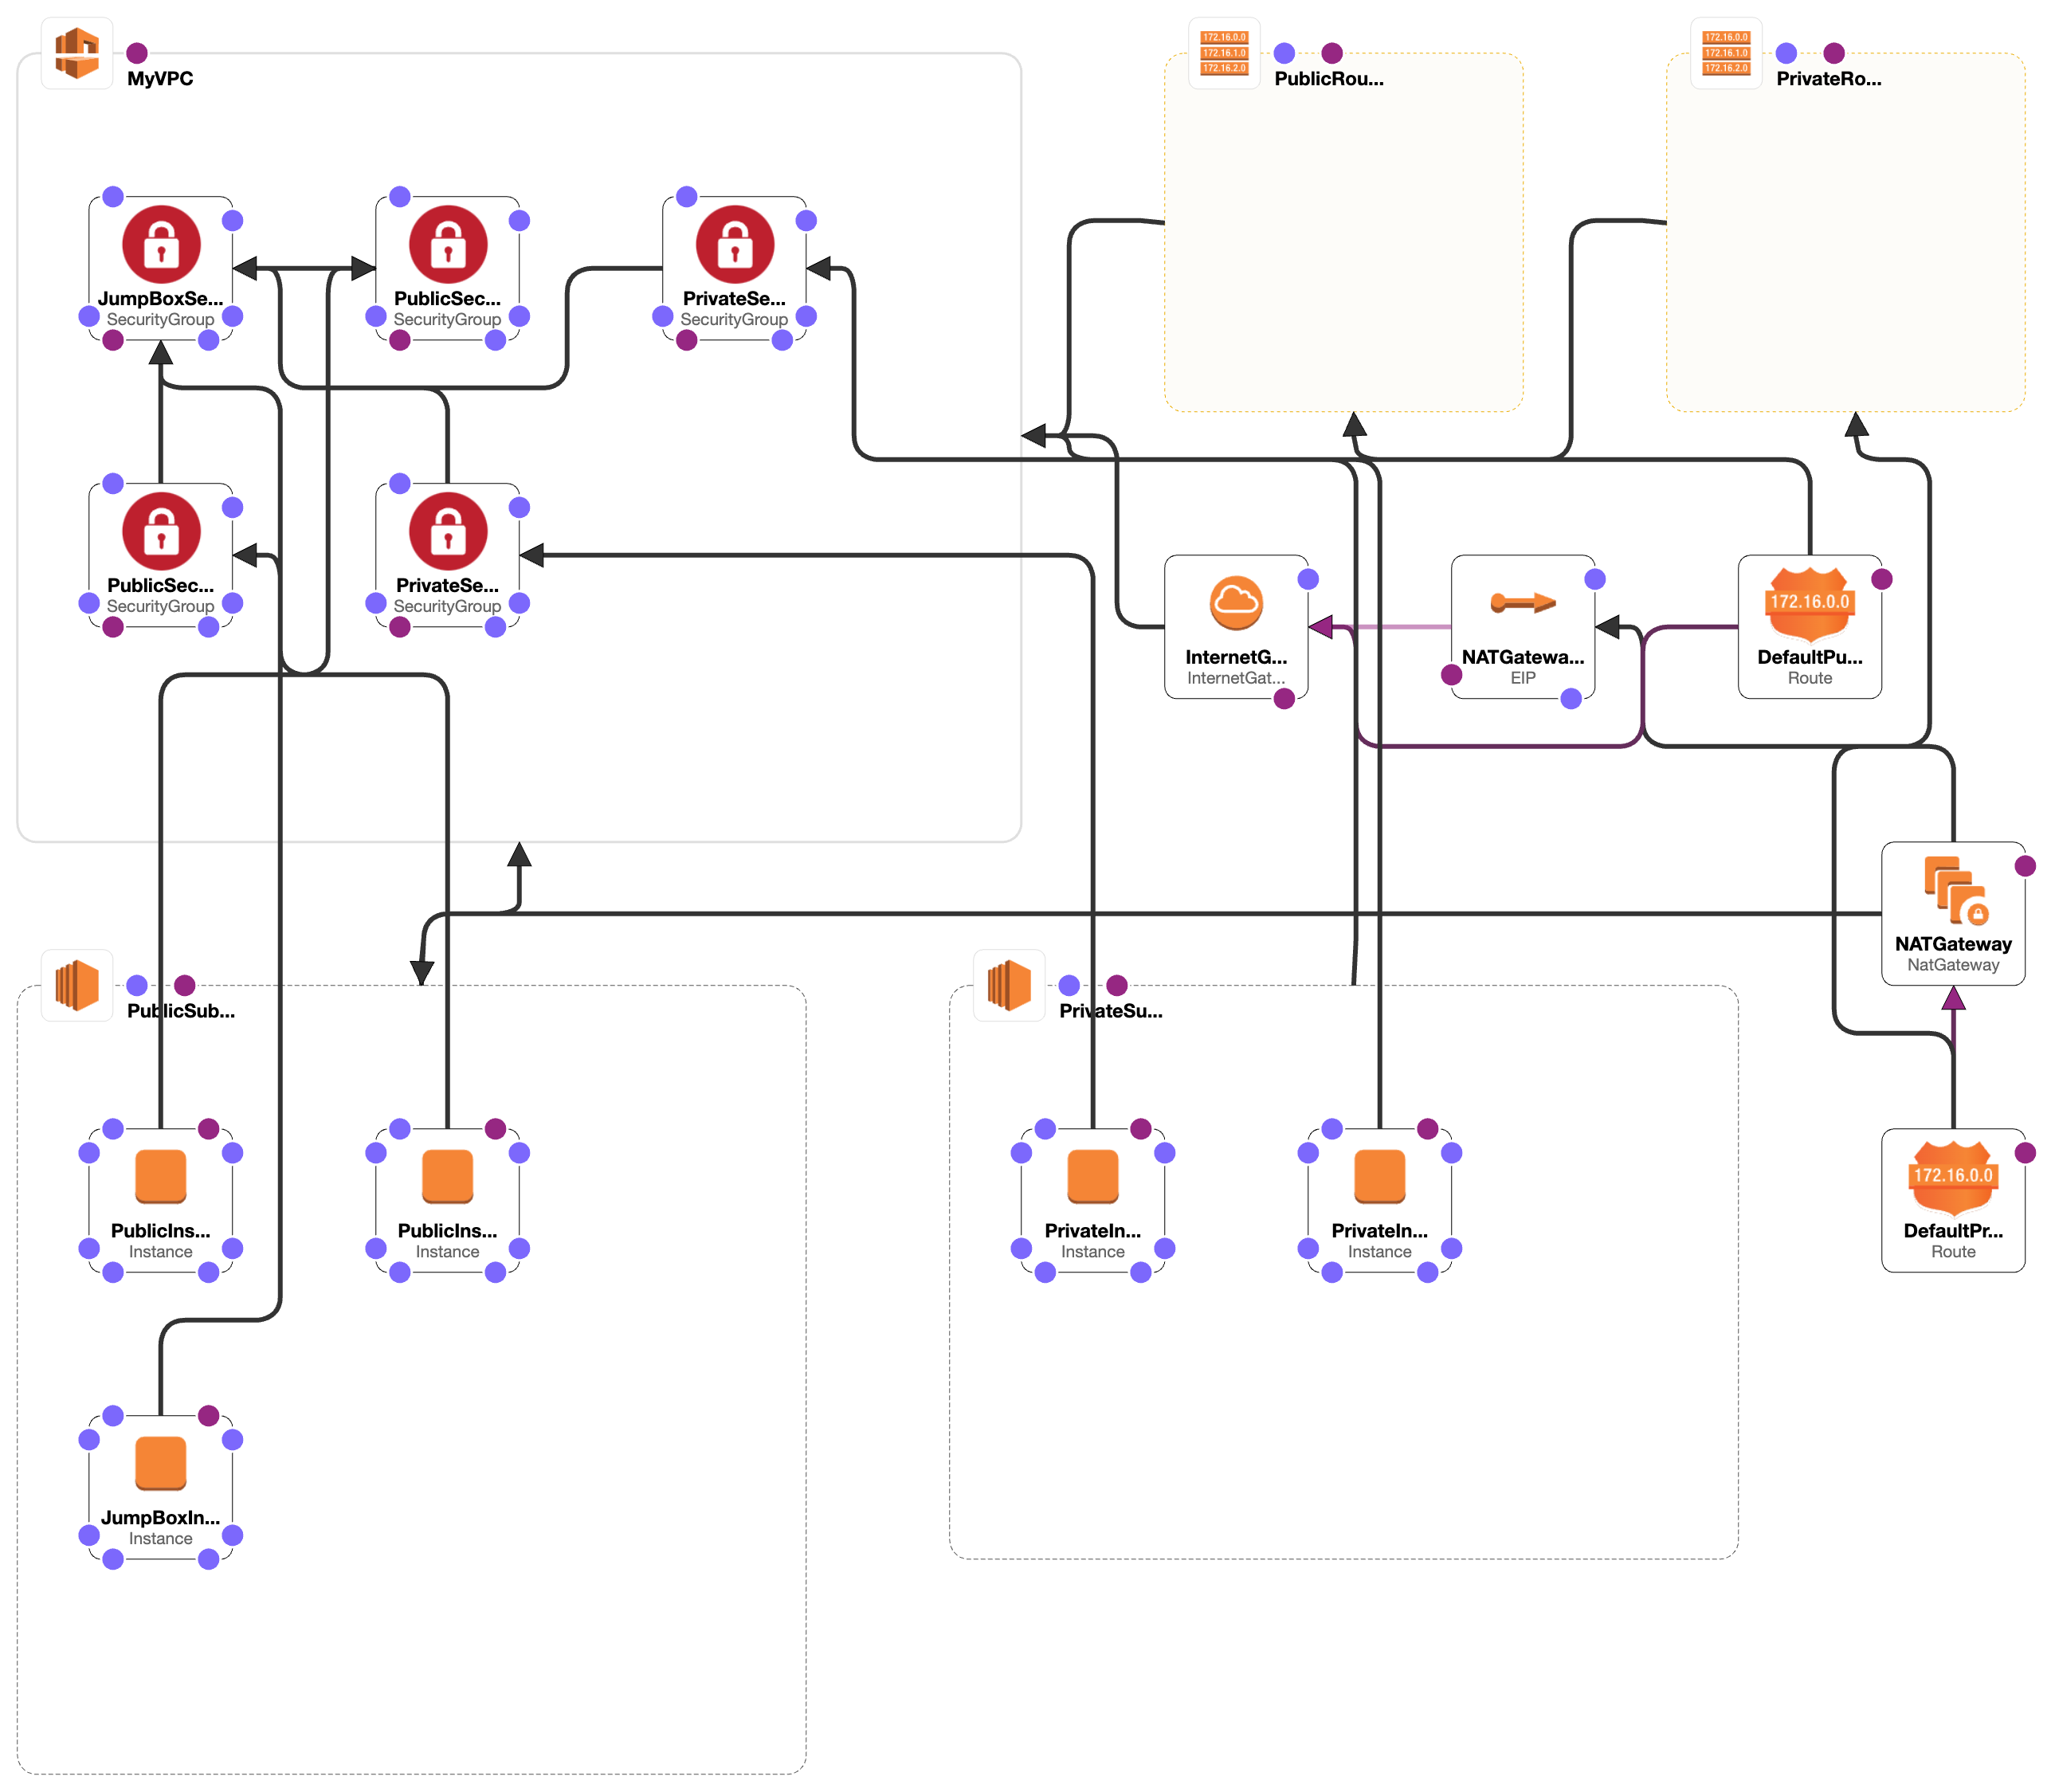 MyVPC
172.16.0.0
172.16.1.0
172.16.2.0
PublicRou...
172.16.0.0
172.16.1.0
172.16.2.0
PrivateRo...
JumpBoxSe...
SecurityGroup
PublicSec...
SecurityGroup
PrivateSe...
SecurityGroup
PublicSec...
SecurityGroup
PrivateSe...
SecurityGroup
InternetG...
InternetGat...
NATGatewa...
EIP
172.16.0.0
DefaultPu...
Route
NATGateway
NatGateway
PublicSub...
PrivateSu...
PublicIns...
Instance
PublicIns...
Instance
PrivateIn...
Instance
PrivateIn...
Instance
172.16.0.0
DefaultPr...
Route
JumpBoxIn...
Instance